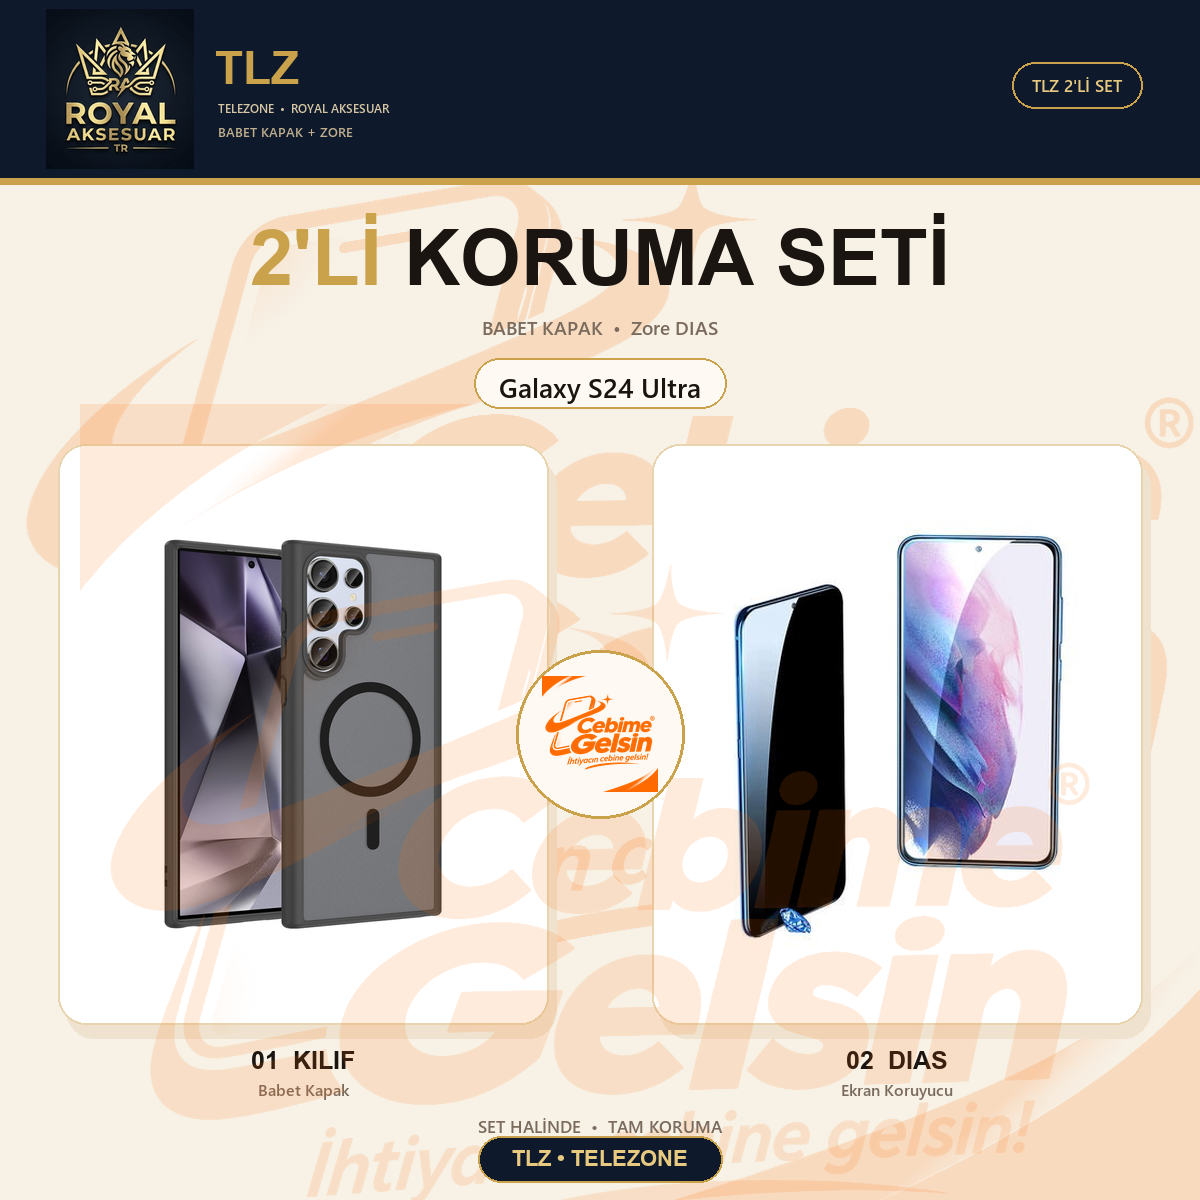 ROYAL
AKSESUAR
TR
TLZ
TELEZONE • ROYAL AKSESUAR
BABET KAPAK + ZORE
TLZ 2'Lİ SET
2'Lİ KORUMA SETİ
BABET KAPAK • Zore DIAS
Galaxy S24 Ultra
®
Cebime®
Gelsin
İhtiyacın cebine gelsin!
Cebime®
Gelsin
01 KILIF
Babet Kapak
02 DIAS
Ekran Koruyucu
SET HALİNDE • TAM KORUMA
TLZ • TELEZONE